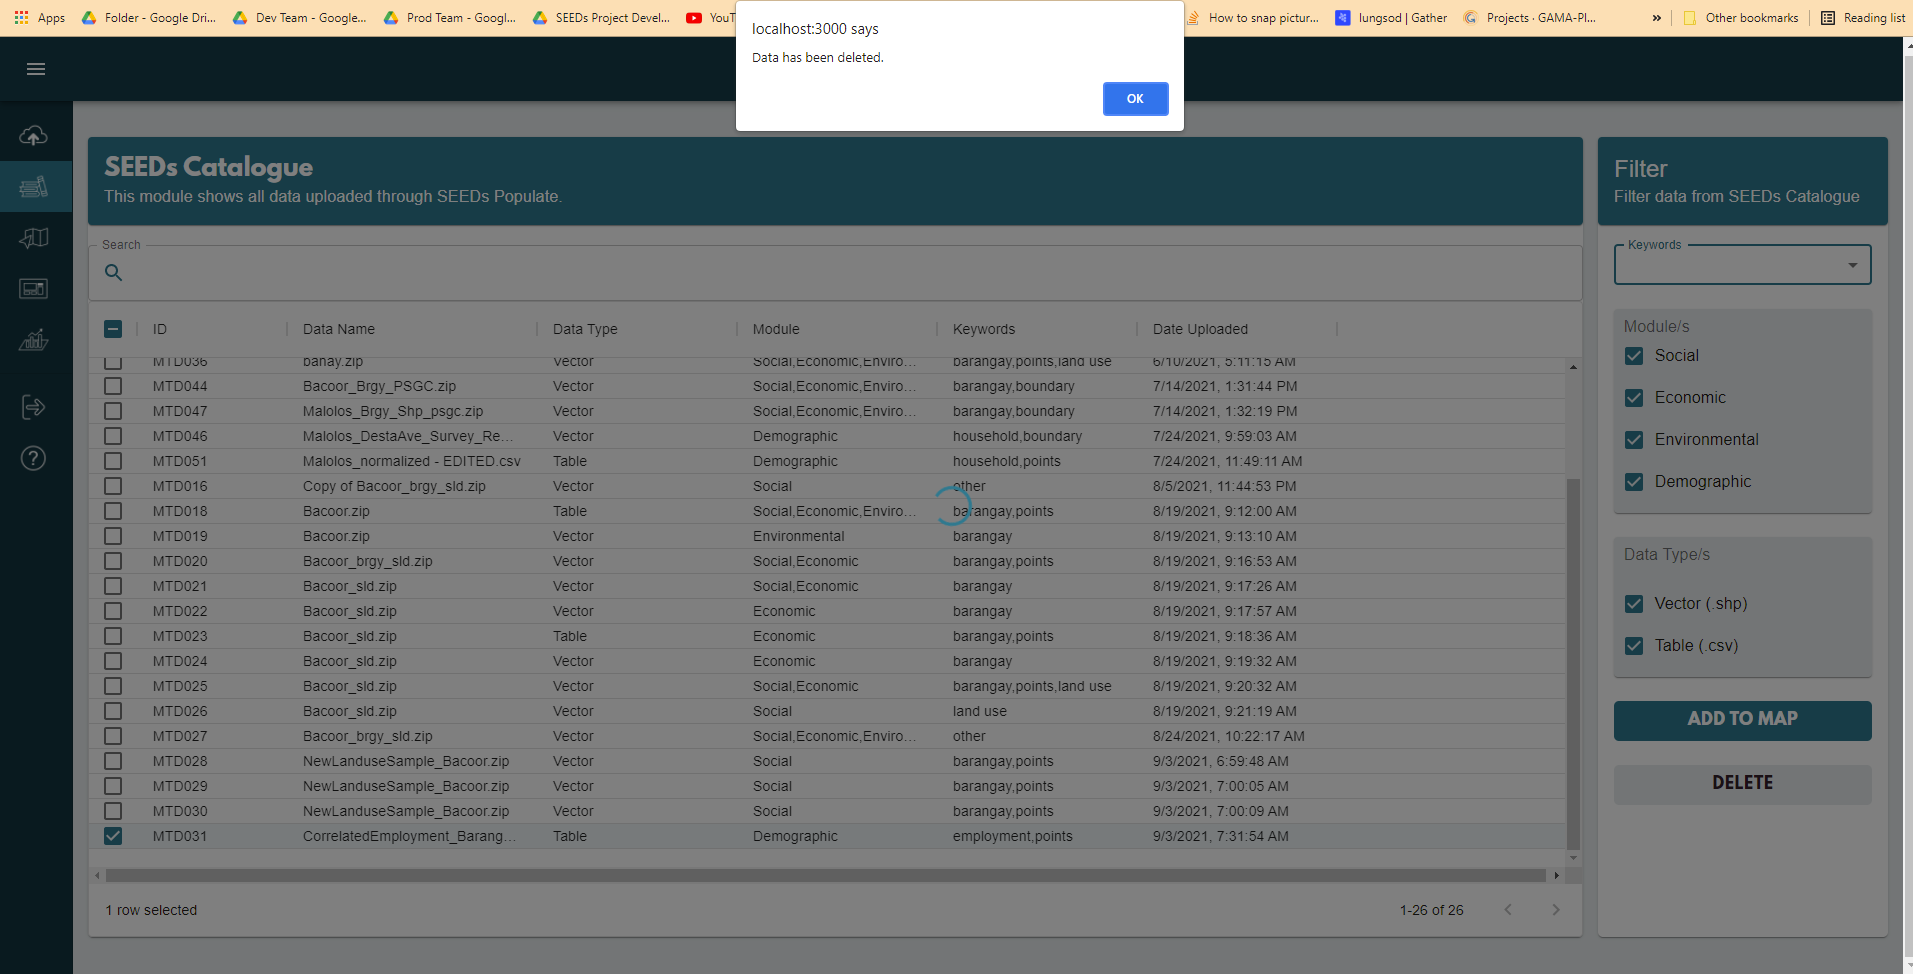 Apps Folder - Google Dri... Dev Team - Google... Prod Team - Googl... SEEDs Project Devel... YouT How to snap pictur... lungsod | Gather Projects · GAMA-Pl... » Other bookmarks Reading list
localhost:3000 says
Data has been deleted.
OK
SEEDs Catalogue
This module shows all data uploaded through SEEDs Populate.
Search
ID Data Name Data Type Module Keywords Date Uploaded
MTD036 bahay.zip Vector Social,Economic,Enviro... barangay,points,land use 6/10/2021, 5:11:15 AM
MTD044 Bacoor_Brgy_PSGC.zip Vector Social,Economic,Enviro... barangay,boundary 7/14/2021, 1:31:44 PM
MTD047 Malolos_Brgy_Shp_psgc.zip Vector Social,Economic,Enviro... barangay,boundary 7/14/2021, 1:32:19 PM
MTD046 Malolos_DestaAve_Survey_Re... Vector Demographic household,boundary 7/24/2021, 9:59:03 AM
MTD051 Malolos_normalized - EDITED.csv Table Demographic household,points 7/24/2021, 11:49:11 AM
MTD016 Copy of Bacoor_brgy_sld.zip Vector Social other 8/5/2021, 11:44:53 PM
MTD018 Bacoor.zip Table Social,Economic,Enviro... barangay,points 8/19/2021, 9:12:00 AM
MTD019 Bacoor.zip Vector Environmental barangay 8/19/2021, 9:13:10 AM
MTD020 Bacoor_brgy_sld.zip Vector Social,Economic barangay,points 8/19/2021, 9:16:53 AM
MTD021 Bacoor_sld.zip Vector Social,Economic barangay 8/19/2021, 9:17:26 AM
MTD022 Bacoor_sld.zip Vector Economic barangay 8/19/2021, 9:17:57 AM
MTD023 Bacoor_sld.zip Table Economic barangay,points 8/19/2021, 9:18:36 AM
MTD024 Bacoor_sld.zip Vector Economic barangay 8/19/2021, 9:19:32 AM
MTD025 Bacoor_sld.zip Vector Social,Economic barangay,points,land use 8/19/2021, 9:20:32 AM
MTD026 Bacoor_sld.zip Vector Social land use 8/19/2021, 9:21:19 AM
MTD027 Bacoor_brgy_sld.zip Vector Social,Economic,Enviro... other 8/24/2021, 10:22:17 AM
MTD028 NewLanduseSample_Bacoor.zip Vector Social barangay,points 9/3/2021, 6:59:48 AM
MTD029 NewLanduseSample_Bacoor.zip Vector Social barangay,points 9/3/2021, 7:00:05 AM
MTD030 NewLanduseSample_Bacoor.zip Vector Social barangay,points 9/3/2021, 7:00:09 AM
MTD031 CorrelatedEmployment_Barang... Table Demographic employment,points 9/3/2021, 7:31:54 AM
1 row selected 1-26 of 26
Filter
Filter data from SEEDs Catalogue
Keywords
Module/s
Social
Economic
Environmental
Demographic
Data Type/s
Vector (.shp)
Table (.csv)
ADD TO MAP
DELETE